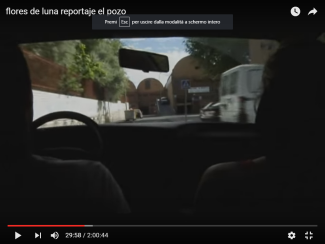 flores de luna reportaje el pozo
Premi Esc per uscire dalla modalità a schermo intero
29:58 / 2:00:44